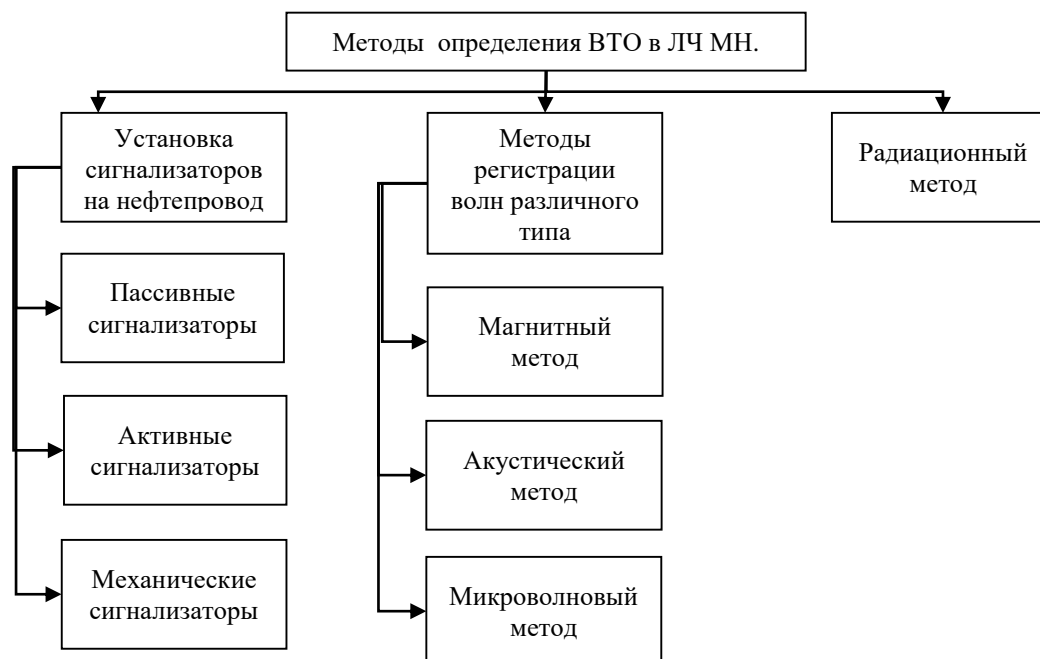 Методы определения ВТО в ЛЧ МН.
Установка
сигнализаторов
на нефтепровод
Пассивные
сигнализаторы
Активные
сигнализаторы
Механические
сигнализаторы
Методы
регистрации
волн различного
типа
Магнитный
метод
Акустический
метод
Микроволновый
метод
Радиационный
метод